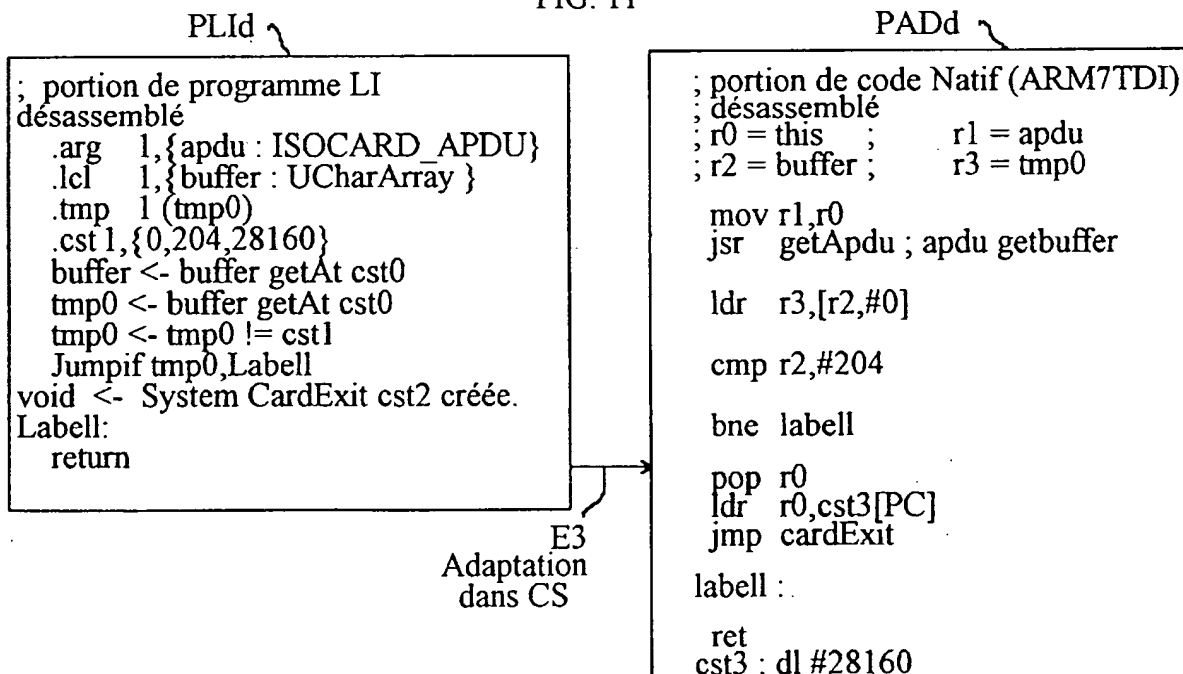 PLId
; portion de programme LI
désassemblé
.arg 1,{apdu : ISOCARD_APDU}
.lcl 1,{buffer : UCharArray }
.tmp 1 (tmp0)
.cst 1,{0,204,28160}
buffer <- buffer getAt cst0
tmp0 <- buffer getAt cst0
tmp0 <- tmp0 != cst1
Jumpif tmp0,Labell
void <- System CardExit cst2 créée.
Labell:
return
E3
Adaptation
dans CS
PADd
; portion de code Natif (ARM7TDI)
; désassemblé
; r0 = this ; r1 = apdu
; r2 = buffer ; r3 = tmp0
mov r1,r0
jsr getApdu ; apdu getbuffer
ldr r3,[r2,#0]
cmp r2,#204
bne labell
pop r0
ldr r0,cst3[PC]
jmp cardExit
labell :
ret
cst3 : dl #28160